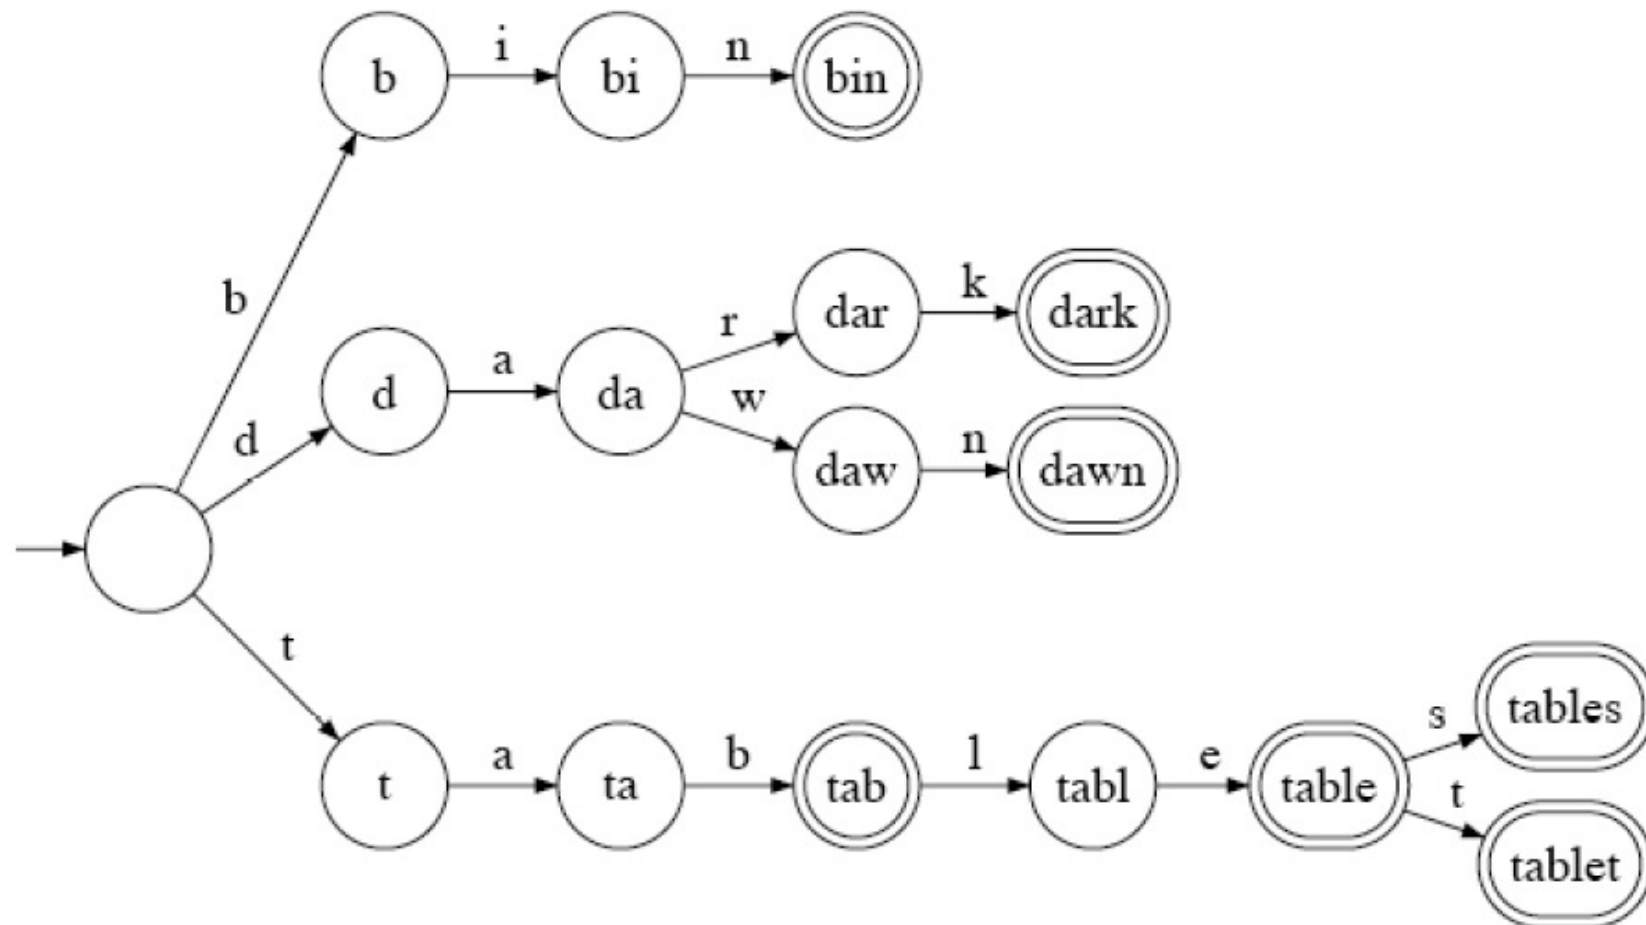 i n
b bi bin
b
k
r dar dark
a
d da
w
d n
daw dawn
t
s tables
a b l e
t ta tab tabl table
t
tablet